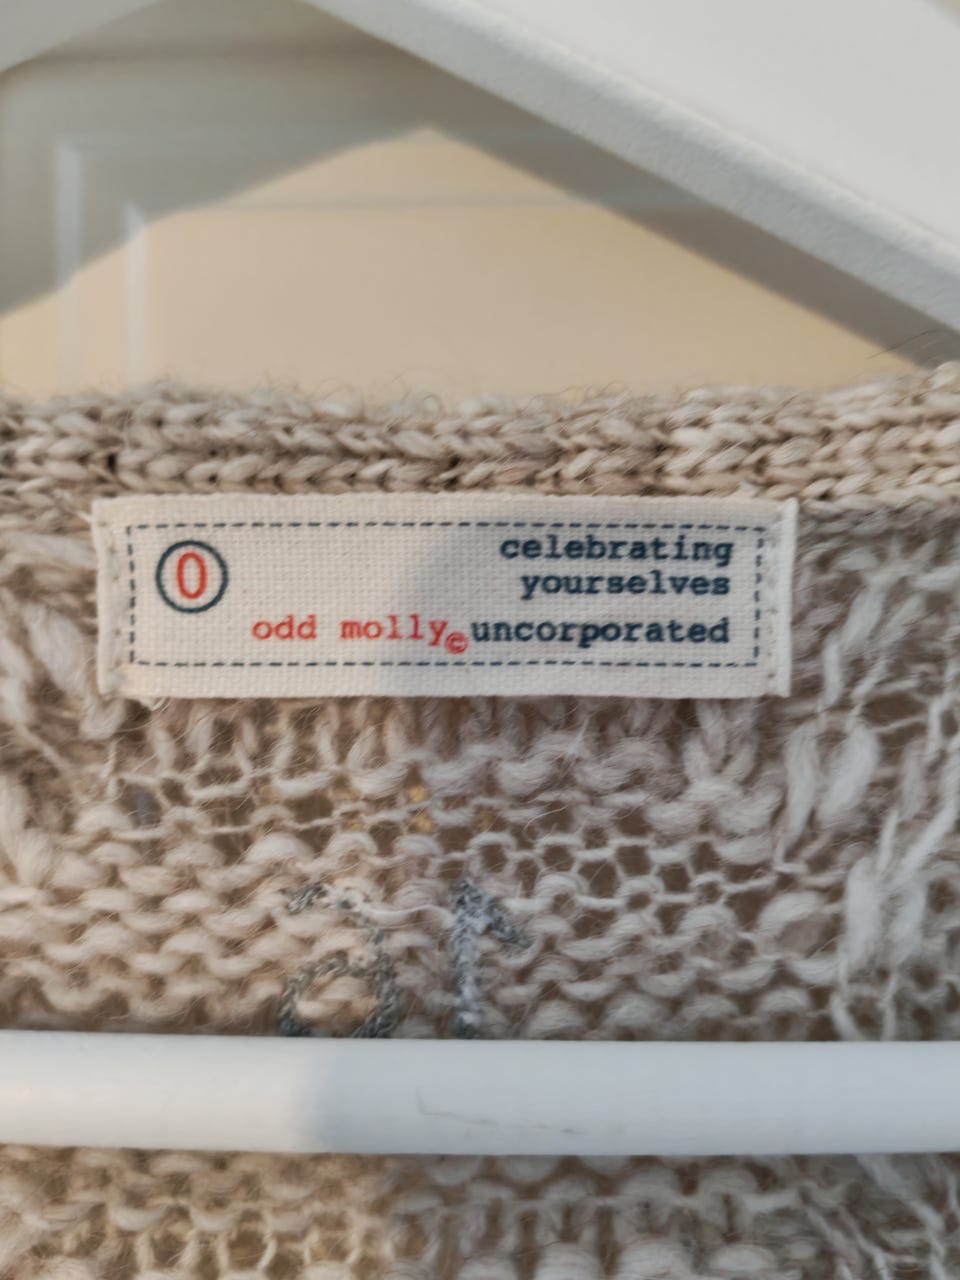 0
celebrating
yourselves
odd molly© uncorporated